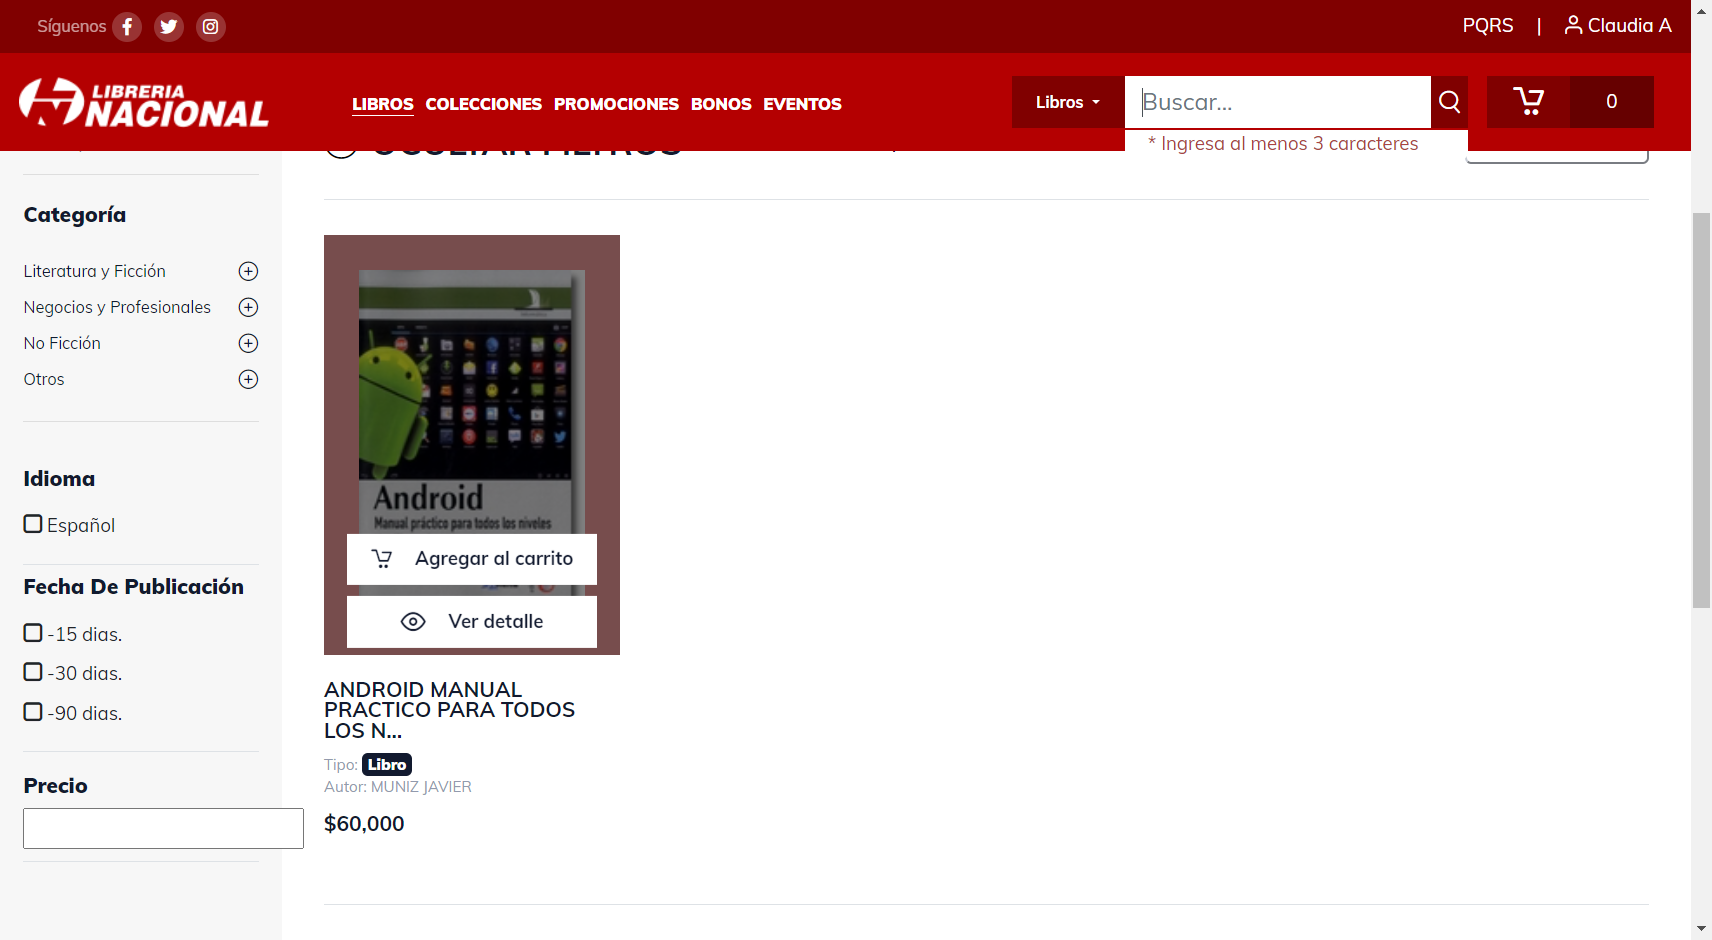 Síguenos
PQRS | Claudia A
LIBRERIA
NACIONAL
LIBROS COLECCIONES PROMOCIONES BONOS EVENTOS
Libros
Buscar...
0
* Ingresa al menos 3 caracteres
OCULTAR FILTROS
Categoría
Literatura y Ficción
Negocios y Profesionales
No Ficción
Otros
Idioma
Español
Fecha De Publicación
-15 dias.
-30 dias.
-90 dias.
Precio
Android
Manual práctico para todos los niveles
Agregar al carrito
Ver detalle
ANDROID MANUAL
PRACTICO PARA TODOS
LOS N...
Tipo: Libro
Autor: MUNIZ JAVIER
$60,000